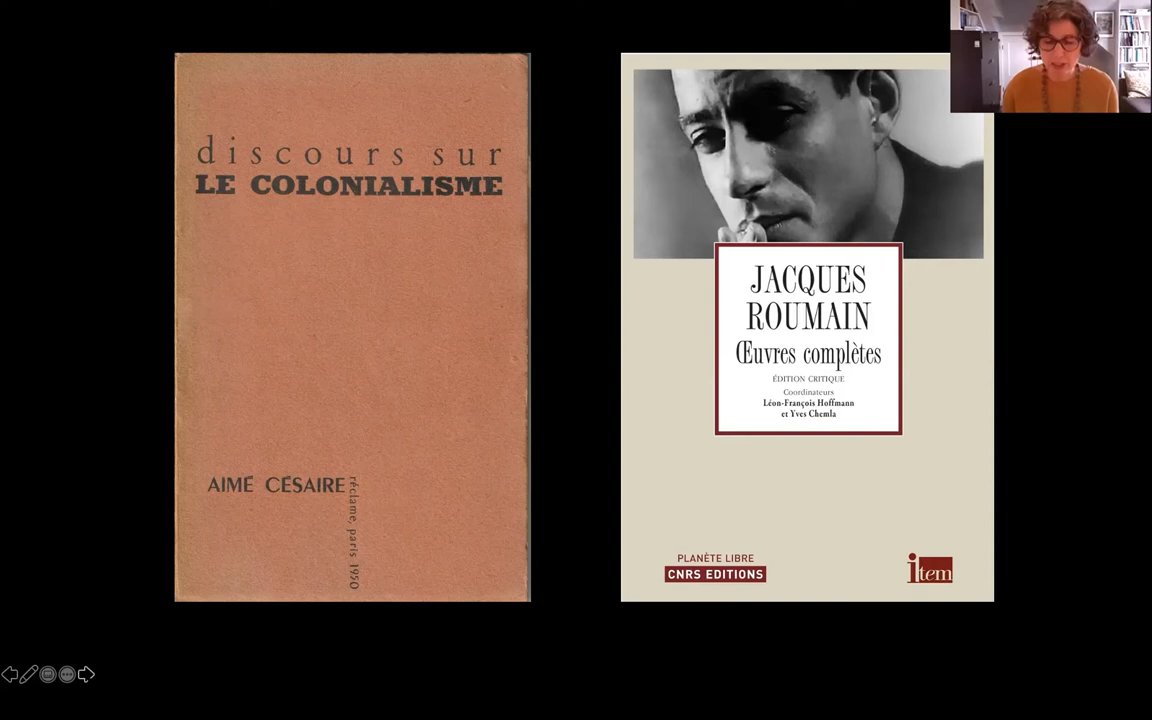 discours sur
LE COLONIALISME
AIMÉ CÉSAIRE
réclame, paris 1950
JACQUES
ROUMAIN
Œuvres complètes
ÉDITION CRITIQUE
Coordinateurs
Léon-François Hoffmann
et Yves Chemla
PLANÈTE LIBRE
CNRS EDITIONS
item